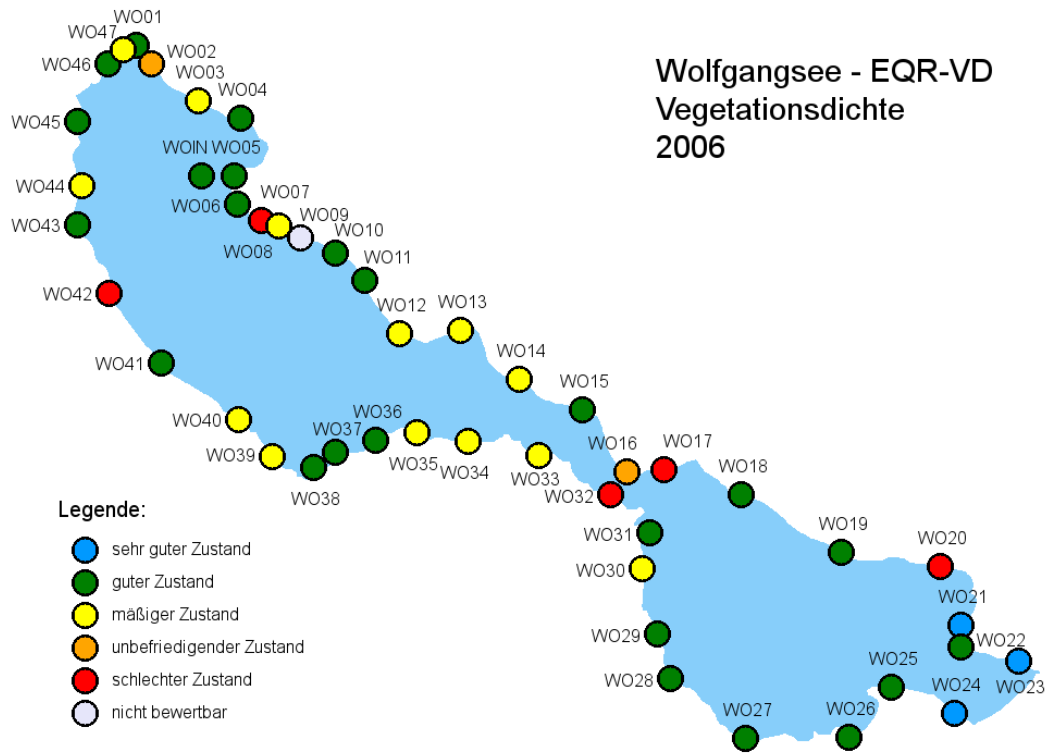 Wolfgangsee - EQR-VD
Vegetationsdichte
2006
WO01
WO47
WO02
WO46
WO03
WO04
WO45
WOIN WO05
WO44
WO07
WO06
WO09
WO43
WO10
WO08
WO11
WO42
WO12
WO13
WO14
WO41
WO15
WO40
WO36
WO37
WO39
WO35
WO34
WO38
WO33
WO16
WO17
WO32
WO18
WO31
WO19
WO20
WO30
WO21
WO29
WO22
WO28
WO25
WO23
WO24
WO27
WO26
Legende:
sehr guter Zustand
guter Zustand
mäßiger Zustand
unbefriedigender Zustand
schlechter Zustand
nicht bewertbar